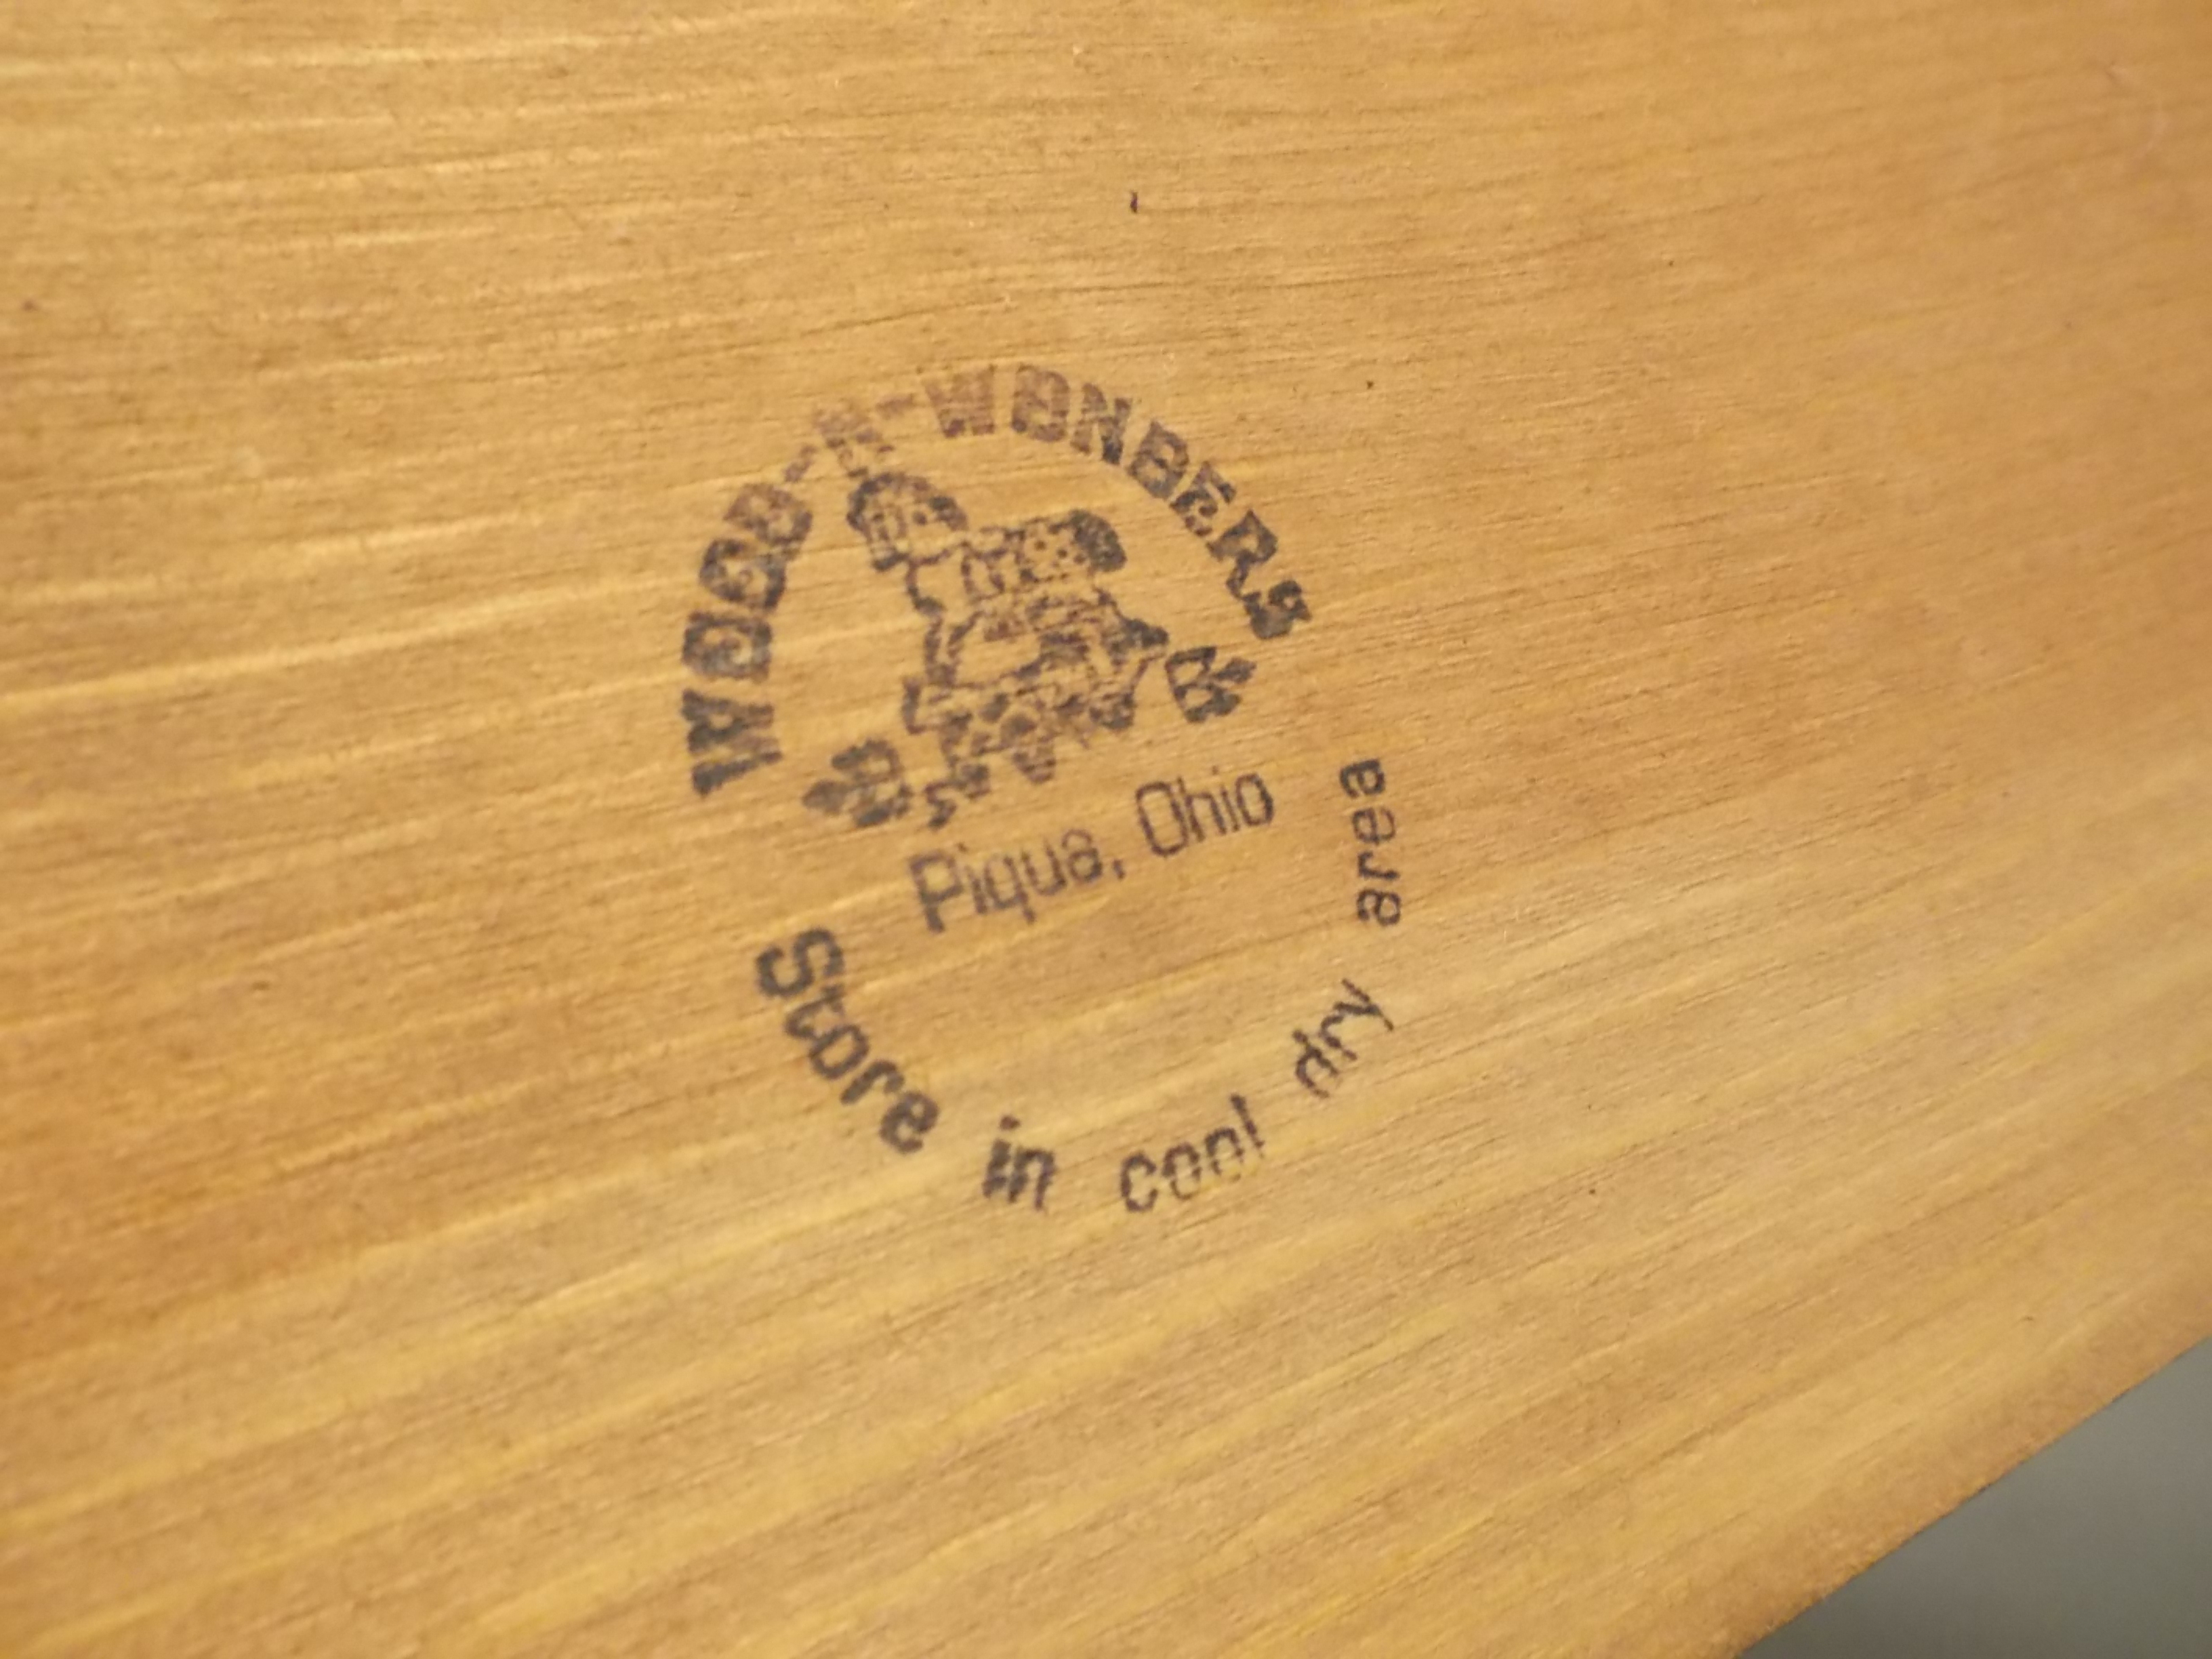 WOOD-N-WONDERS
Piqua, Ohio
Store in cool dry area